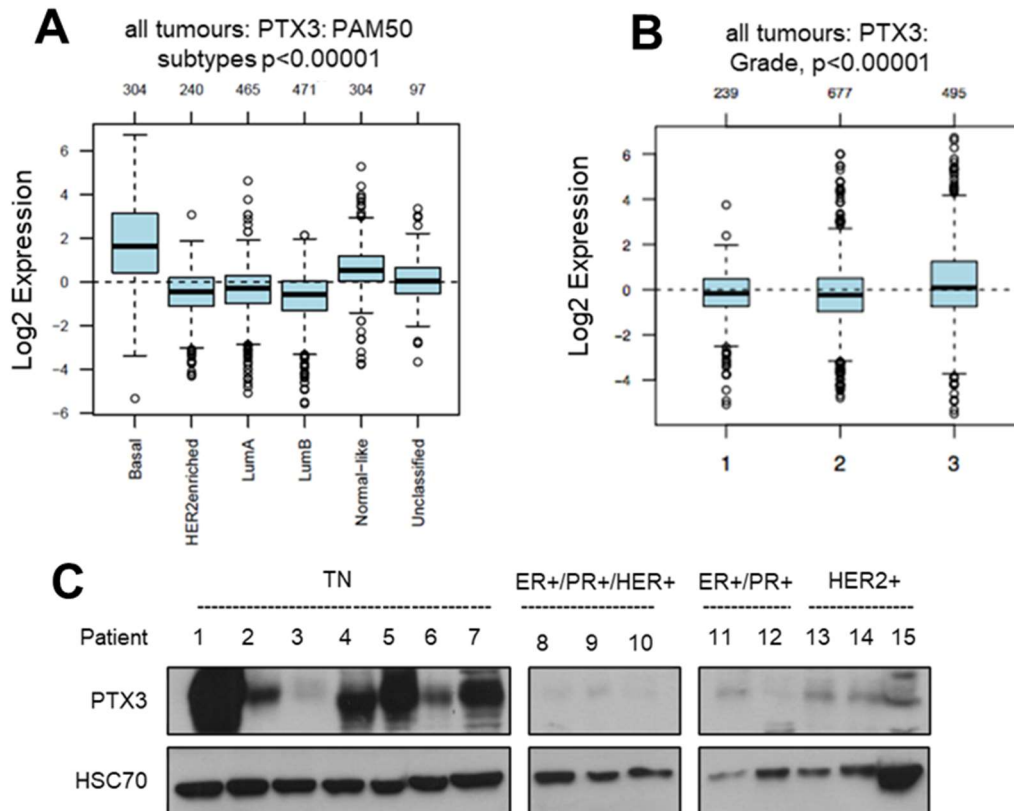 A
all tumours: PTX3: PAM50
subtypes p<0.00001
304 240 465 471 304 97
Log2 Expression
6
4
2
0
−2
−4
−6
Basal
HER2enriched
LumA
LumB
Normal−like
Unclassified
B
all tumours: PTX3:
Grade, p<0.00001
239 677 495
Log2 Expression
6
4
2
0
−2
−4
1 2 3
C
TN ER+/PR+/HER+ ER+/PR+ HER2+
Patient 1 2 3 4 5 6 7 8 9 10 11 12 13 14 15
PTX3
HSC70